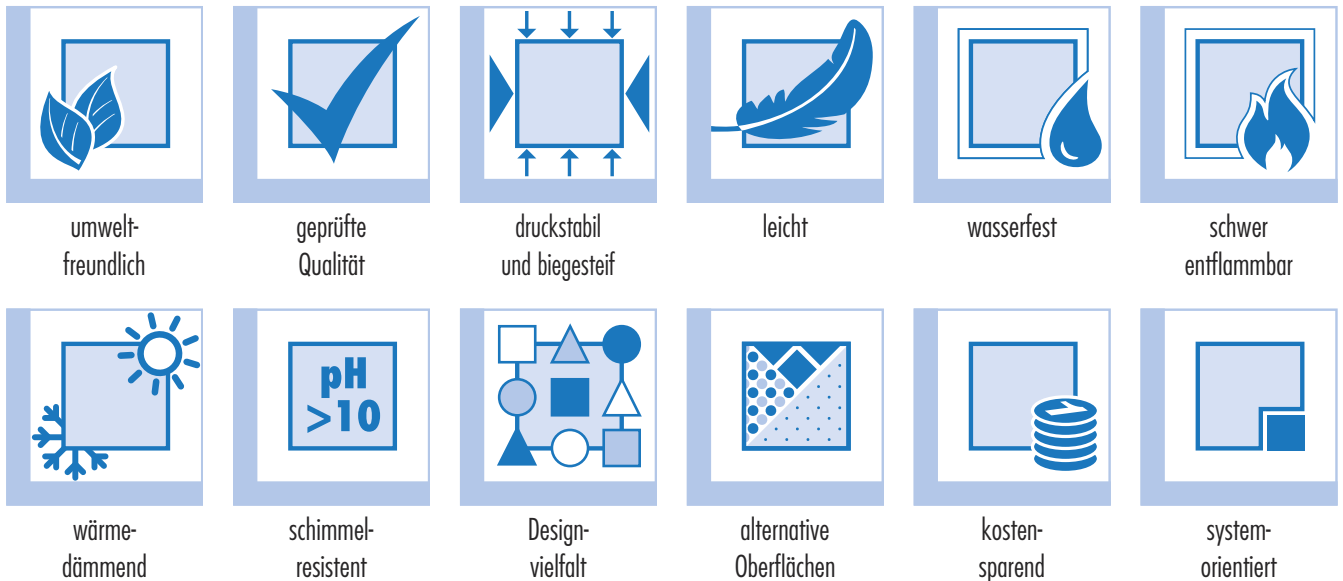 umwelt-
freundlich
geprüfte
Qualität
druckstabil
und biegesteif
leicht
wasserfest
schwer
entflammbar
pH
>10
1
wärme-
dämmend
schimmel-
resistent
Design-
vielfalt
alternative
Oberflächen
kosten-
sparend
system-
orientiert